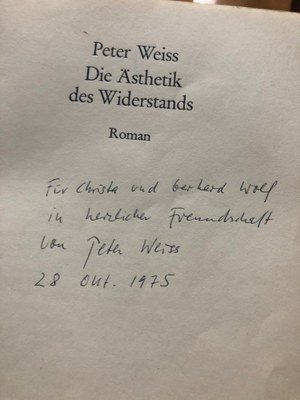 Peter Weiss
Die Ästhetik
des Widerstands
Roman
Für Christa und Gerhard Wolf
in herzlicher Freundschaft
von Peter Weiss
28 Okt. 1975